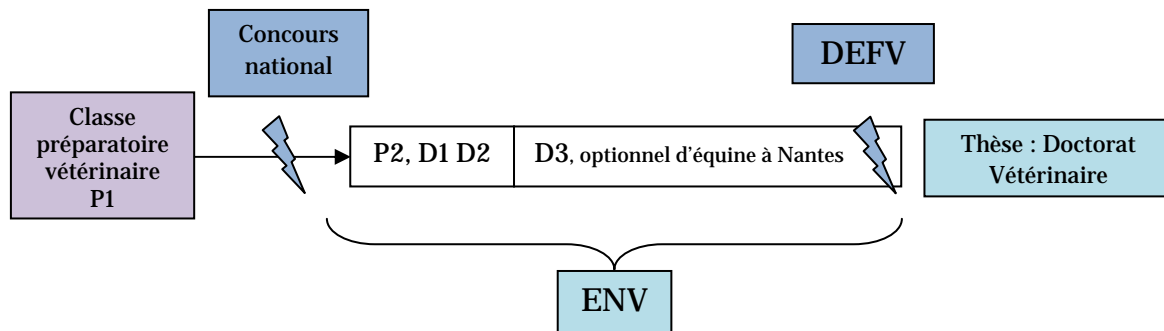 Concours
national
DEFV
Classe
préparatoire
vétérinaire
P1
P2, D1 D2
D3, optionnel d'équine à Nantes
Thèse : Doctorat
Vétérinaire
ENV